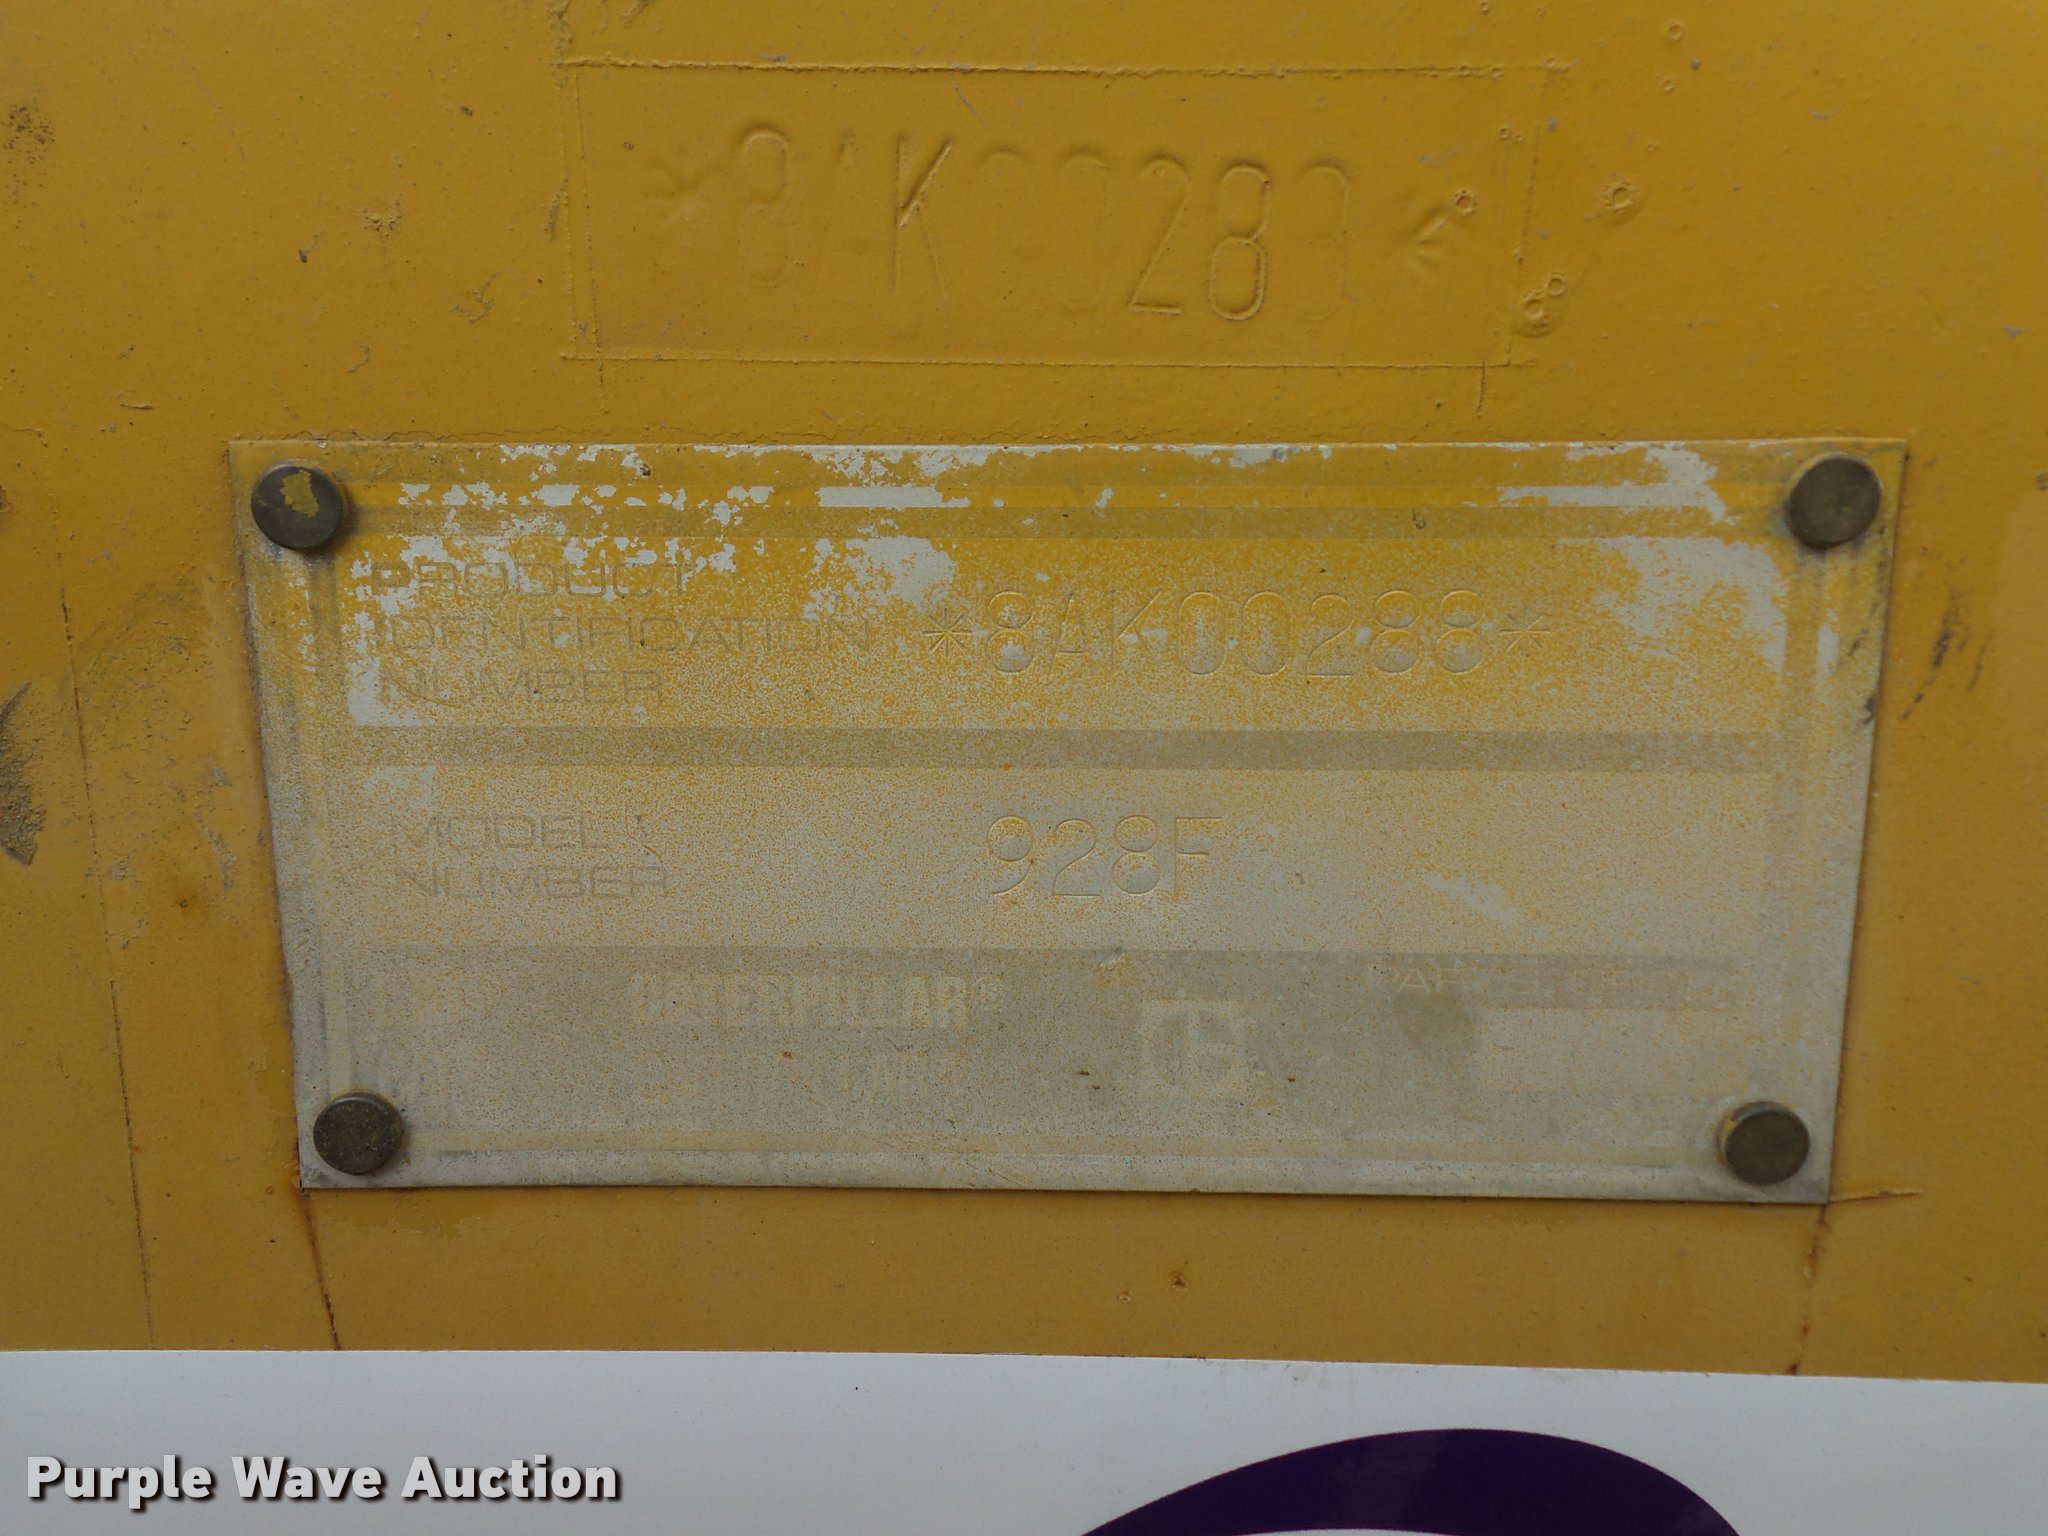 *8AK00288*
PRODUCT
IDENTIFICATION *8AK00288*
NUMBER
MODEL
NUMBER 928F
CATERPILLAR®
Purple Wave Auction